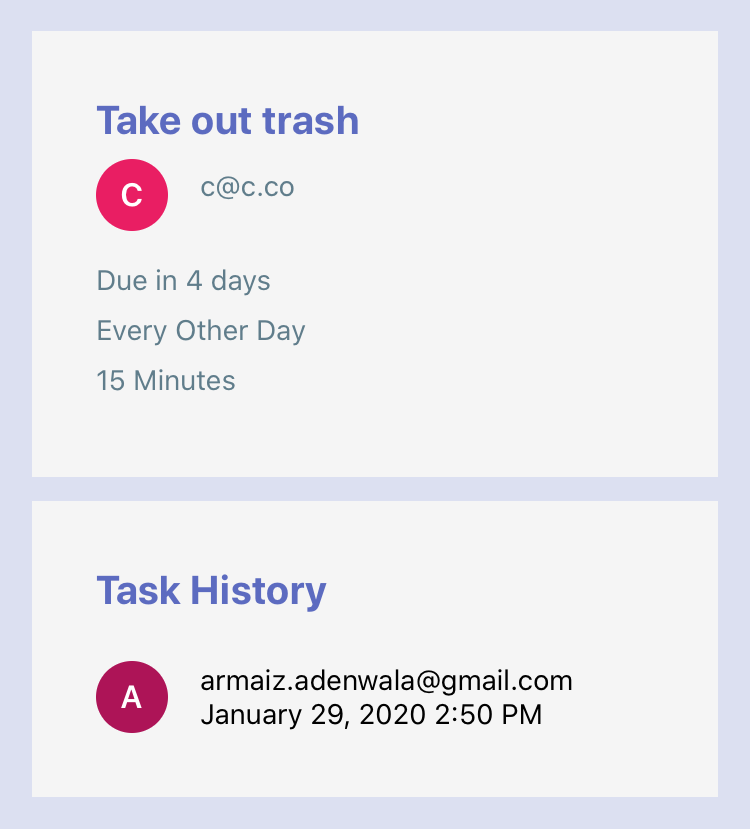 Take out trash
C
c@c.co
Due in 4 days
Every Other Day
15 Minutes
Task History
A
armaiz.adenwala@gmail.com
January 29, 2020 2:50 PM